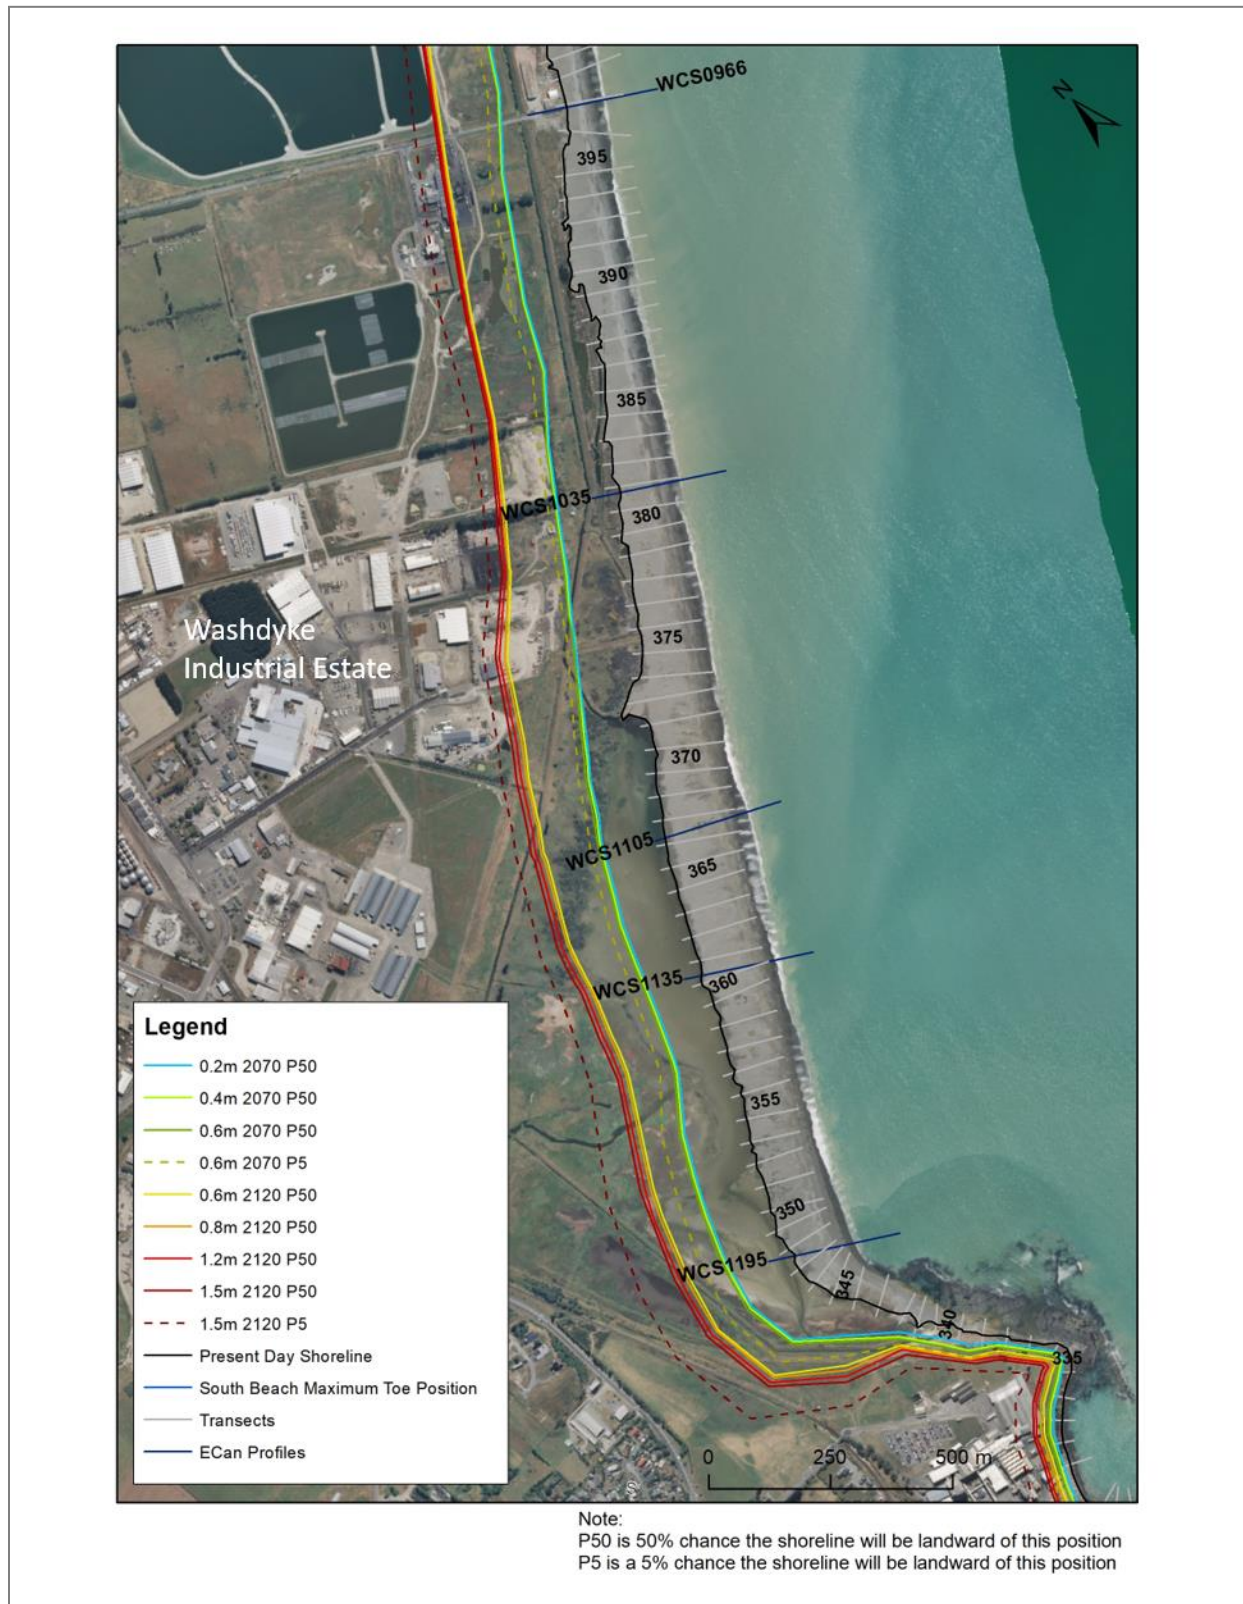 WCS0966
N
395
390
385
WCS1035
380
Washdyke
Industrial Estate
375
370
WCS1105
365
WCS1135
360
355
350
WCS1195
345
340
335
Legend
0.2m 2070 P50
0.4m 2070 P50
0.6m 2070 P50
0.6m 2070 P5
0.6m 2120 P50
0.8m 2120 P50
1.2m 2120 P50
1.5m 2120 P50
1.5m 2120 P5
Present Day Shoreline
South Beach Maximum Toe Position
Transects
ECan Profiles
0 250 500 m
Note:
P50 is 50% chance the shoreline will be landward of this position
P5 is a 5% chance the shoreline will be landward of this position